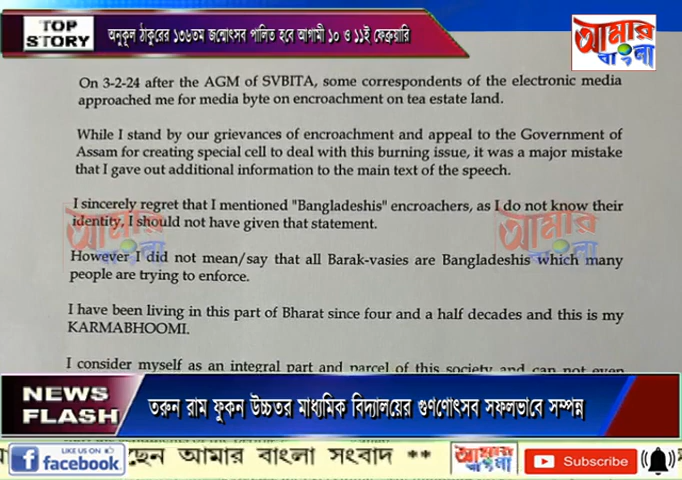 TOP
STORY
অনুকূল ঠাকুরের ১৩৬তম জন্মোৎসব পালিত হবে আগামী ১০ ও ১১ই ফেব্রুয়ারি
আমার
বাংলা
On 3-2-24 after the AGM of SVBITA, some correspondents of the electronic media
approached me for media byte on encroachment on tea estate land.
While I stand by our grievances of encroachment and appeal to the Government of
Assam for creating special cell to deal with this burning issue, it was a major mistake
that I gave out additional information to the main text of the speech.
I sincerely regret that I mentioned "Bangladeshis" encroachers, as I do not know their
identity, I should not have given that statement.
আমার
বাংলা
আমার
বাংলা
However I did not mean/say that all Barak-vasies are Bangladeshis which many
people are trying to enforce.
I have been living in this part of Bharat since four and a half decades and this is my
KARMABHOOMI.
I consider myself as an integral part and parcel of this society and can not even
NEWS
FLASH
তরুন রাম ফুকন উচ্চতর মাধ্যমিক বিদ্যালয়ের গুণোৎসব সফলভাবে সম্পন্ন
LIKE US ON
facebook
ছেন আমার বাংলা সংবাদ **
আমার
বাংলা
Subscribe